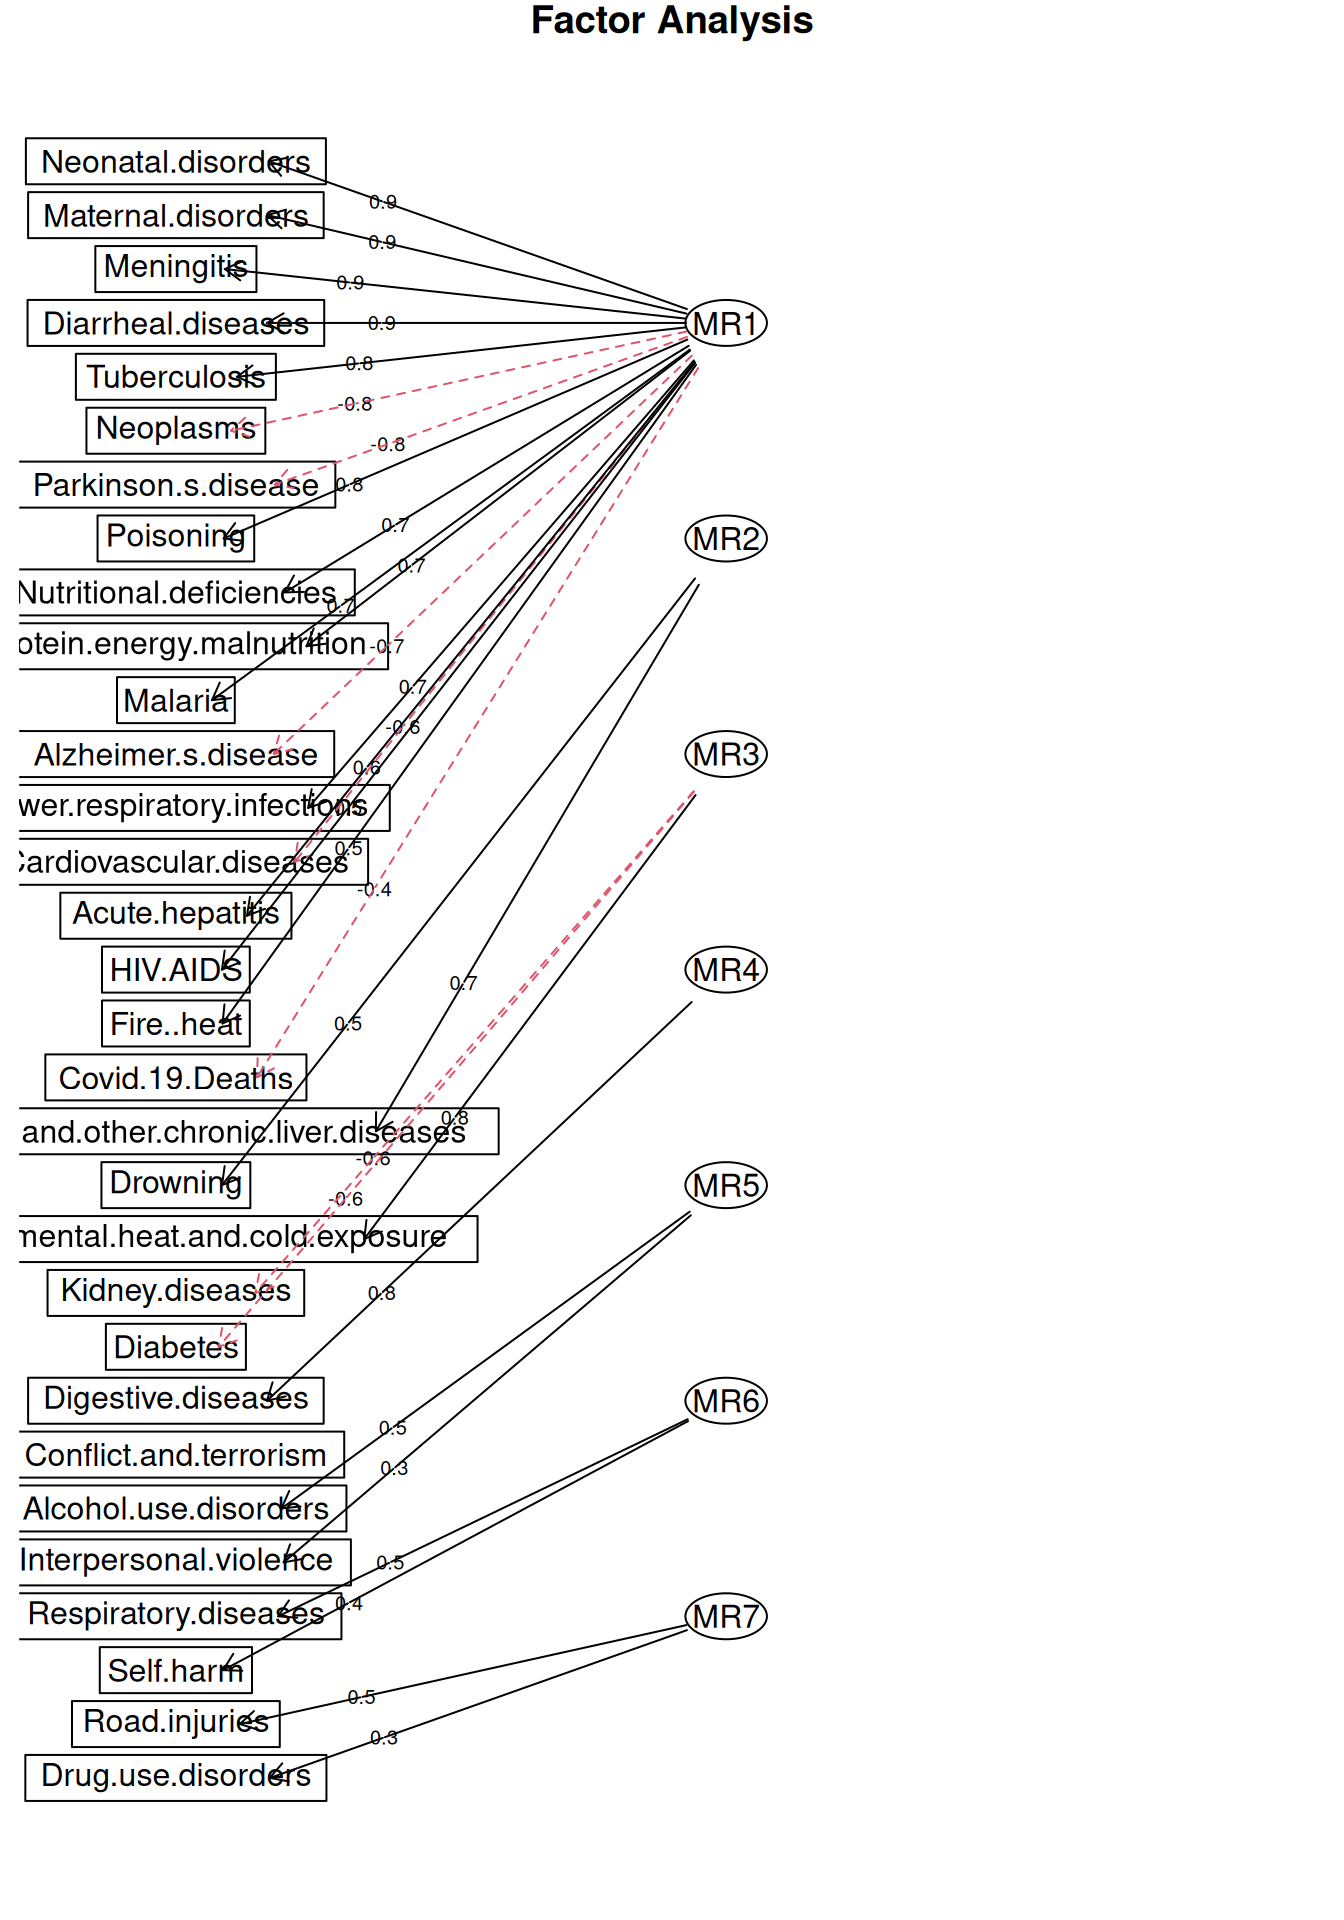 Factor Analysis
Neonatal.disorders
0.9
Maternal.disorders
0.9
Meningitis
0.9
Diarrheal.diseases
0.9
MR1
Tuberculosis
0.8
-0.8
Neoplasms
-0.8
Parkinson.s.disease
0.8
Poisoning
0.7
MR2
0.7
Nutritional.deficiencies
0.7
otein.energy.malnutrition
-0.7
0.7
Malaria
-0.6
Alzheimer.s.disease
0.6
MR3
wer.respiratory.infections
0.5
Cardiovascular.diseases
-0.4
Acute.hepatitis
HIV.AIDS
0.7
MR4
Fire..heat
0.5
Covid.19.Deaths
and.other.chronic.liver.diseases
0.8
-0.6
Drowning
-0.6
MR5
mental.heat.and.cold.exposure
Kidney.diseases
0.8
Diabetes
Digestive.diseases
MR6
0.5
Conflict.and.terrorism
0.3
Alcohol.use.disorders
Interpersonal.violence
0.5
Respiratory.diseases
0.4
MR7
Self.harm
0.5
Road.injuries
0.3
Drug.use.disorders